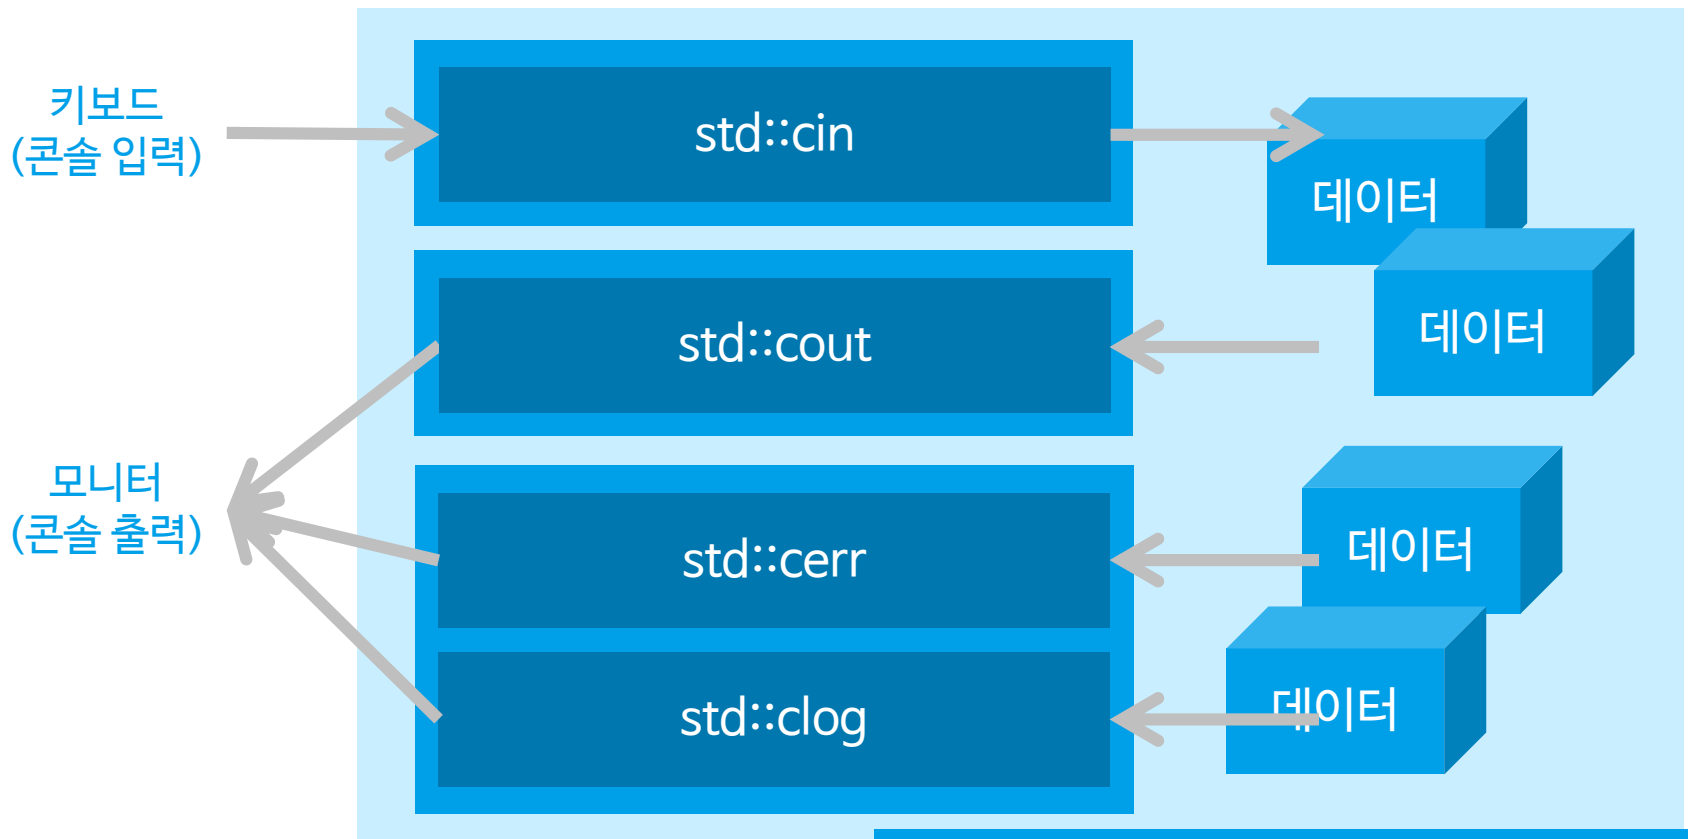 키보드
(콘솔 입력)
std::cin
데이터
데이터
std::cout
모니터
(콘솔 출력)
std::cerr
데이터
std::clog
데이터